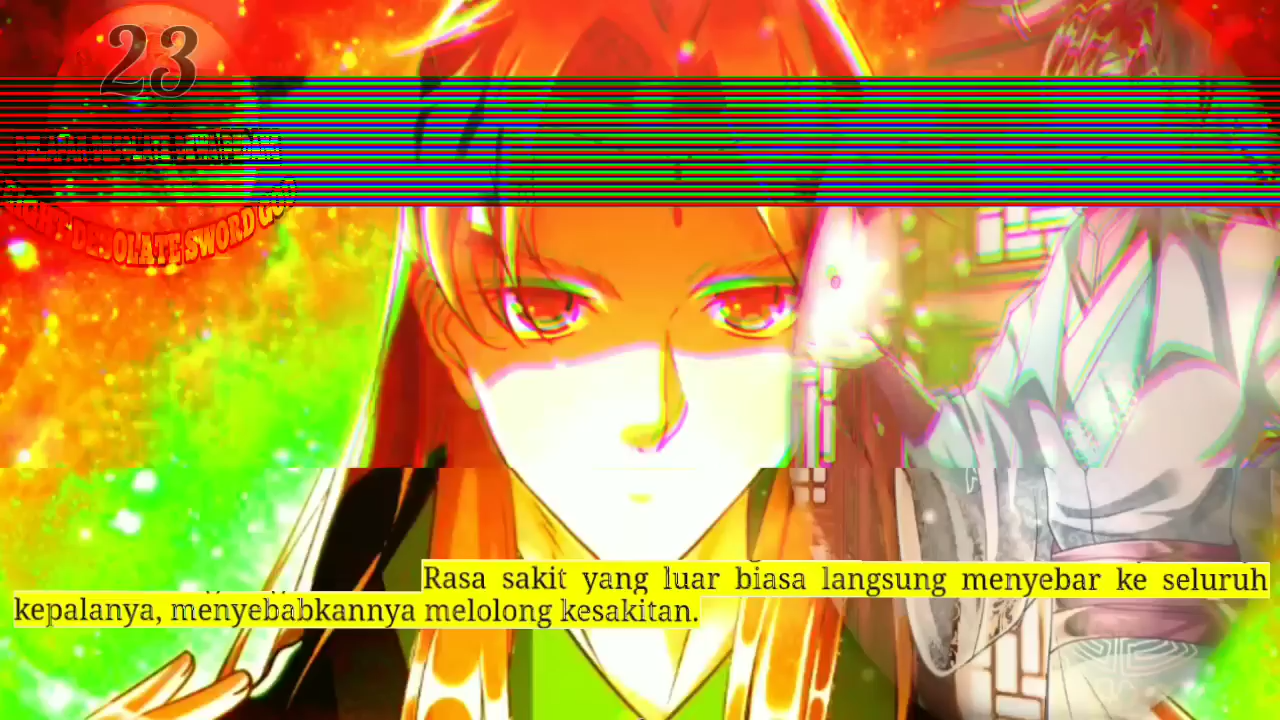 23
DESOLATE SWORD GOD
Rasa sakit yang luar biasa langsung menyebar ke seluruh
kepalanya, menyebabkannya melolong kesakitan.